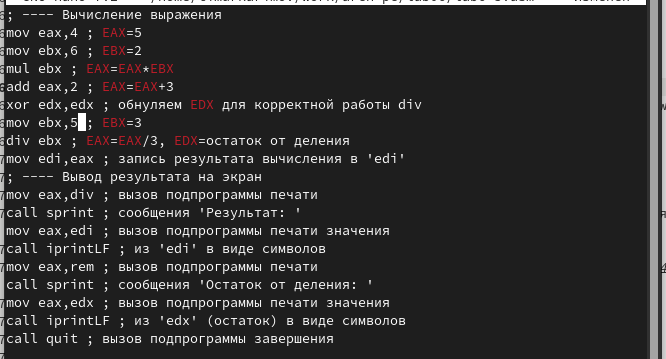 ; ---- Вычисление выражения
mov eax,4 ; EAX=5
mov ebx,6 ; EBX=2
mul ebx ; EAX=EAX*EBX
add eax,2 ; EAX=EAX+3
xor edx,edx ; обнуляем EDX для корректной работы div
mov ebx,5 ; EBX=3
div ebx ; EAX=EAX/3, EDX=остаток от деления
mov edi,eax ; запись результата вычисления в 'edi'
; ---- Вывод результата на экран
mov eax,div ; вызов подпрограммы печати
call sprint ; сообщения 'Результат: '
mov eax,edi ; вызов подпрограммы печати значения
call iprintLF ; из 'edi' в виде символов
mov eax,rem ; вызов подпрограммы печати
call sprint ; сообщения 'Остаток от деления: '
mov eax,edx ; вызов подпрограммы печати значения
call iprintLF ; из 'edx' (остаток) в виде символов
call quit ; вызов подпрограммы завершения